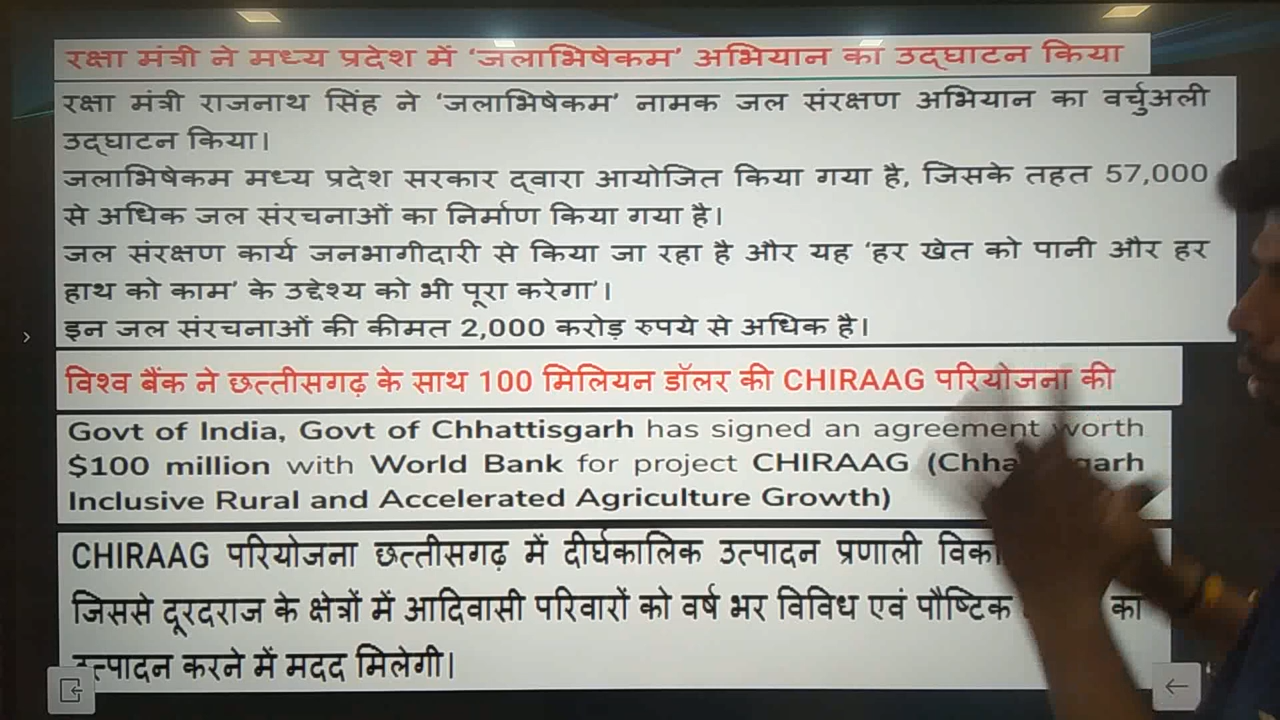 रक्षा मंत्री ने मध्य प्रदेश में ‘जलाभिषेकम’ अभियान का उद्घाटन किया
रक्षा मंत्री राजनाथ सिंह ने ‘जलाभिषेकम’ नामक जल संरक्षण अभियान का वर्चुअली
उद्घाटन किया।
जलाभिषेकम मध्य प्रदेश सरकार द्वारा आयोजित किया गया है, जिसके तहत 57,000
से अधिक जल संरचनाओं का निर्माण किया गया है।
जल संरक्षण कार्य जनभागीदारी से किया जा रहा है और यह ‘हर खेत को पानी और हर
हाथ को काम’ के उद्देश्य को भी पूरा करेगा’।
इन जल संरचनाओं की कीमत 2,000 करोड़ रुपये से अधिक है।
विश्व बैंक ने छत्तीसगढ़ के साथ 100 मिलियन डॉलर की CHIRAAG परियोजना की
Govt of India, Govt of Chhattisgarh has signed an agreement worth
$100 million with World Bank for project CHIRAAG
Inclusive Rural and Accelerated Agriculture Growth)
CHIRAAG परियोजना छत्तीसगढ़ में दीर्घकालिक उत्पादन प्रणाली
जिससे दूरदराज के क्षेत्रों में आदिवासी परिवारों को वर्ष भर विविध एवं पौष्टिक का
उत्पादन करने में मदद मिलेगी।